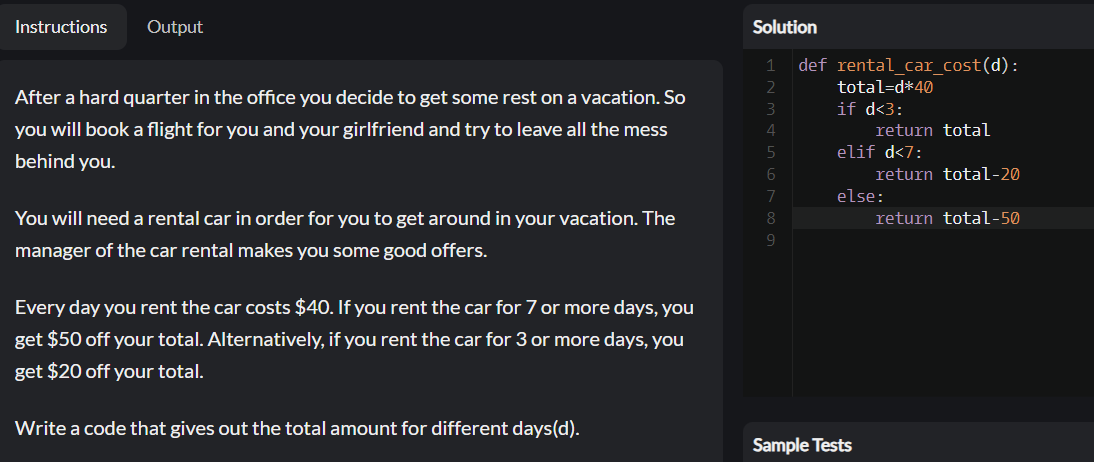 Instructions
Output
After a hard quarter in the office you decide to get some rest on a vacation. So
you will book a flight for you and your girlfriend and try to leave all the mess
behind you.
You will need a rental car in order for you to get around in your vacation. The
manager of the car rental makes you some good offers.
Every day you rent the car costs $40. If you rent the car for 7 or more days, you
get $50 off your total. Alternatively, if you rent the car for 3 or more days, you
get $20 off your total.
Write a code that gives out the total amount for different days(d).
Solution
1 def rental_car_cost(d):
2     total=d*40
3     if d<3:
4         return total
5     elif d<7:
6         return total-20
7     else:
8         return total-50
9
Sample Tests